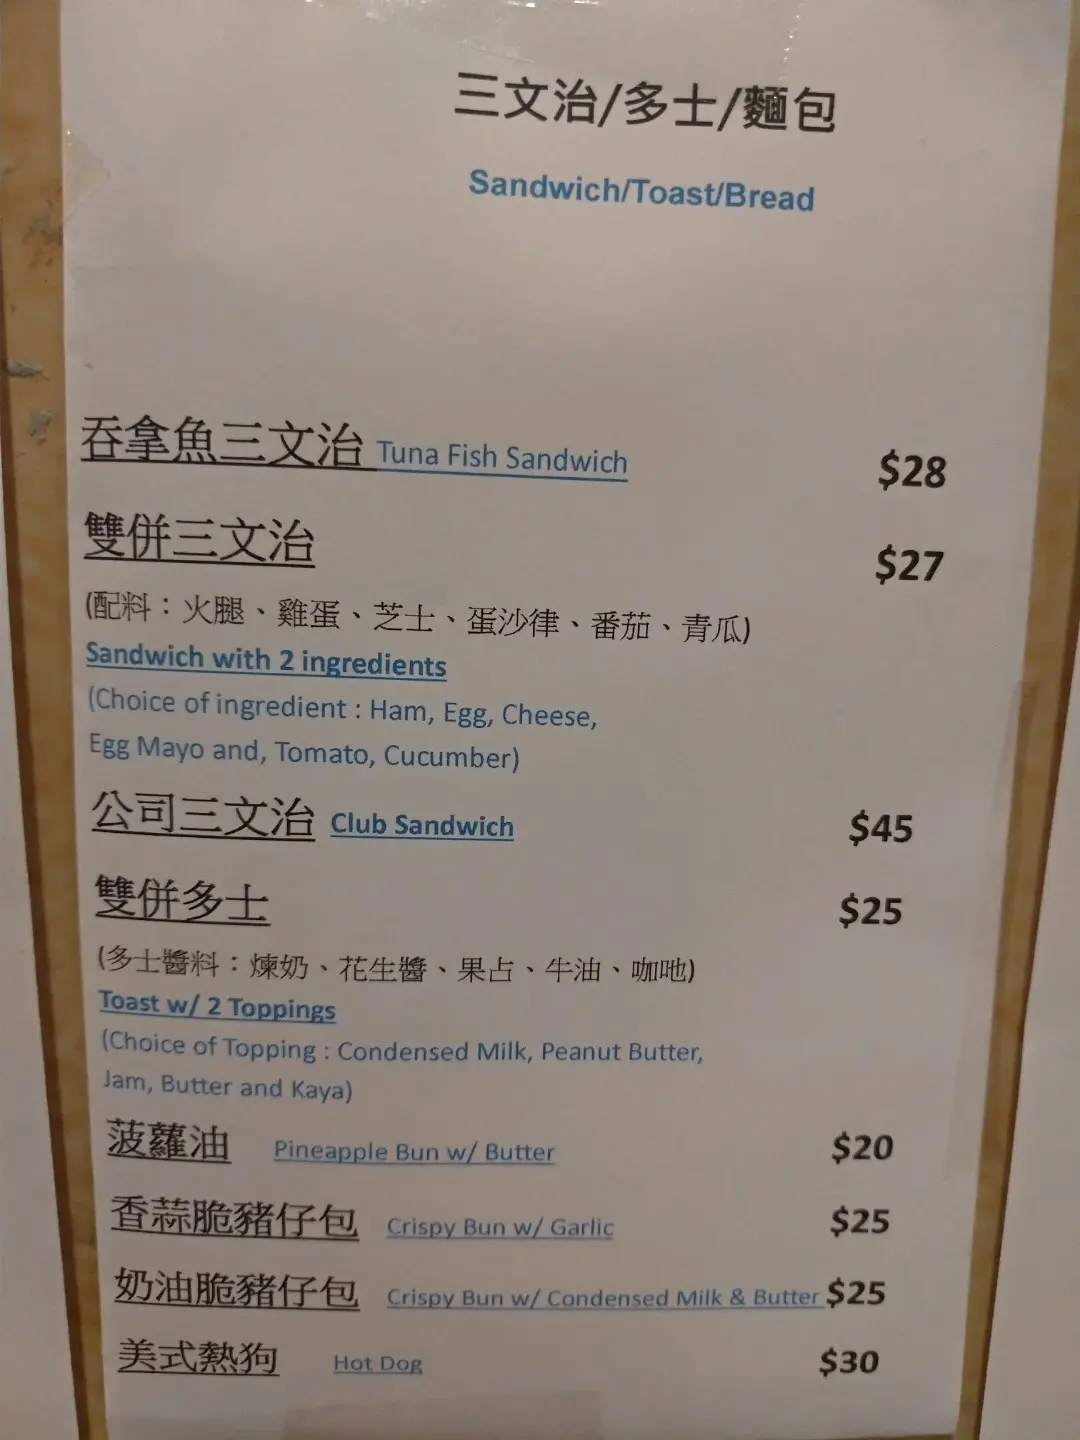 三文治/多士/麵包
Sandwich/Toast/Bread
吞拿魚三文治 Tuna Fish Sandwich $28
雙併三文治 $27
(配料：火腿、雞蛋、芝士、蛋沙律、番茄、青瓜)
Sandwich with 2 ingredients
(Choice of ingredient : Ham, Egg, Cheese,
Egg Mayo and, Tomato, Cucumber)
公司三文治 Club Sandwich $45
雙併多士 $25
(多士醬料：煉奶、花生醬、果占、牛油、咖吔)
Toast w/ 2 Toppings
(Choice of Topping : Condensed Milk, Peanut Butter,
Jam, Butter and Kaya)
菠蘿油 Pineapple Bun w/ Butter $20
香蒜脆豬仔包 Crispy Bun w/ Garlic $25
奶油脆豬仔包 Crispy Bun w/ Condensed Milk & Butter $25
美式熱狗 Hot Dog $30